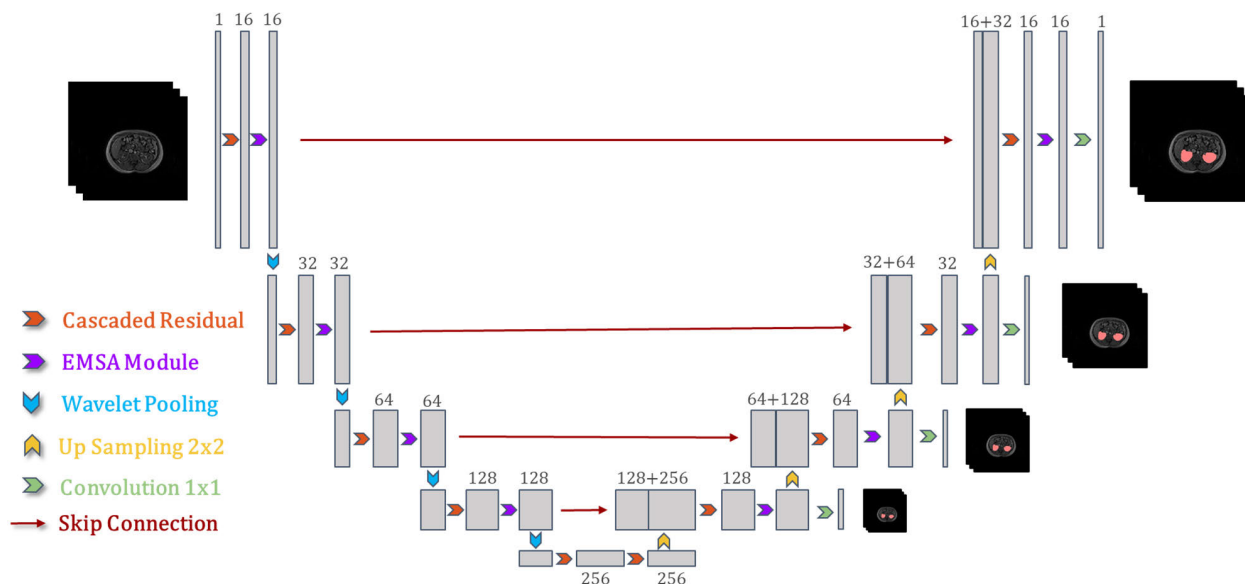 1 16 16
16+32 16 16 1
32 32
32+64 32
Cascaded Residual
EMSA Module
Wavelet Pooling
Up Sampling 2x2
Convolution 1x1
Skip Connection
64 64
64+128 64
128 128
128+256 128
256 256